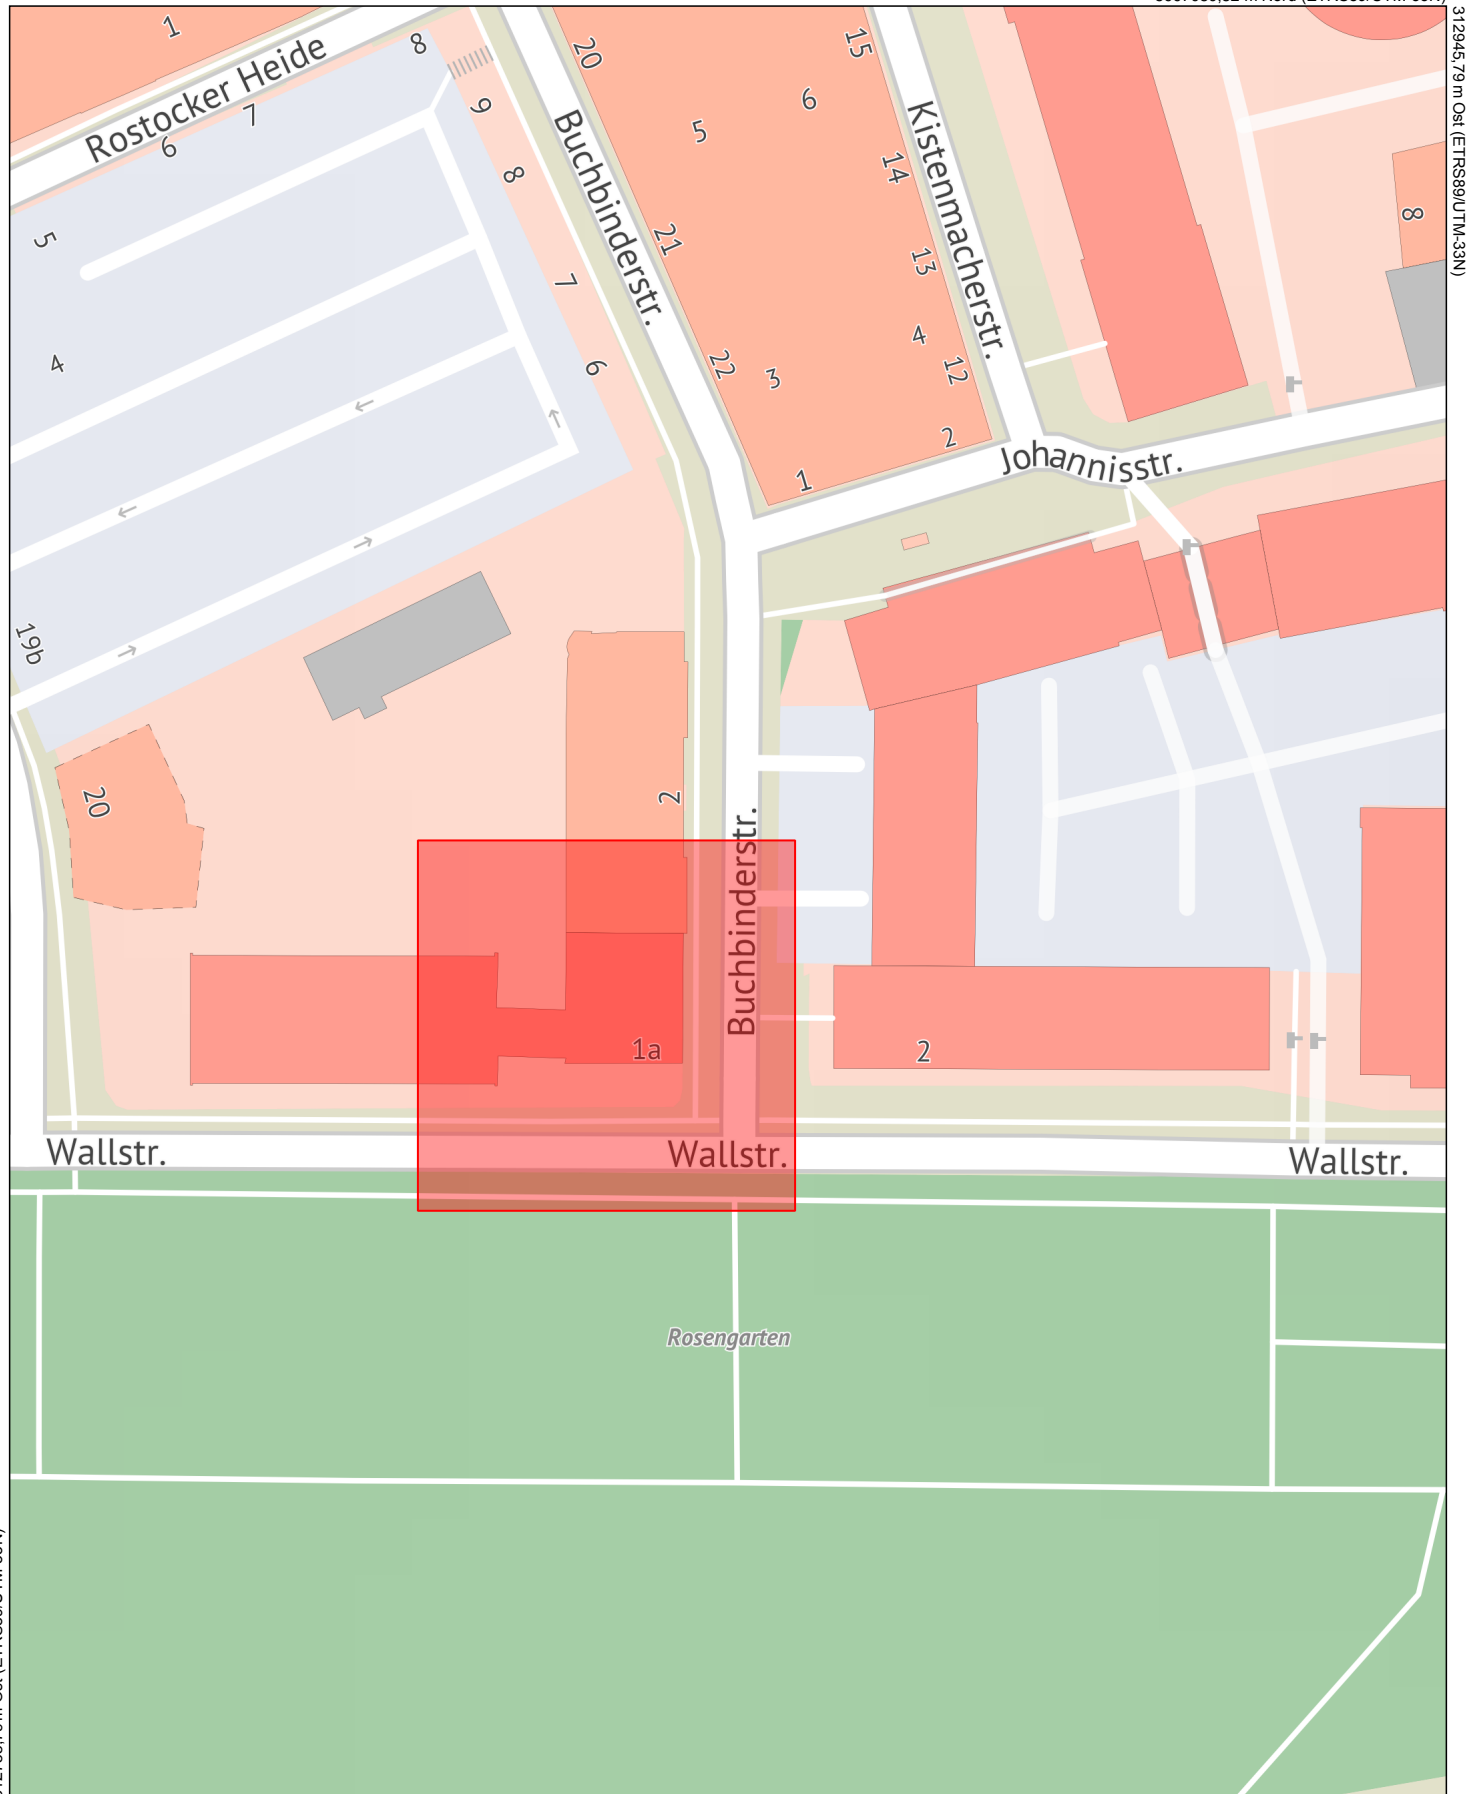 312945,79 m Ost (ETRS89/UTM-33N)
1
Rostocker Heide
8
7
6
9
8
7
6
5
4
19b
20
Buchbinderstr.
20
21
22
5
6
3
4
1
2
15
14
13
12
Kistenmacherstr.
Johannisstr.
8
2
Buchbinderstr.
1a
2
Wallstr.
Wallstr.
Wallstr.
Rosengarten